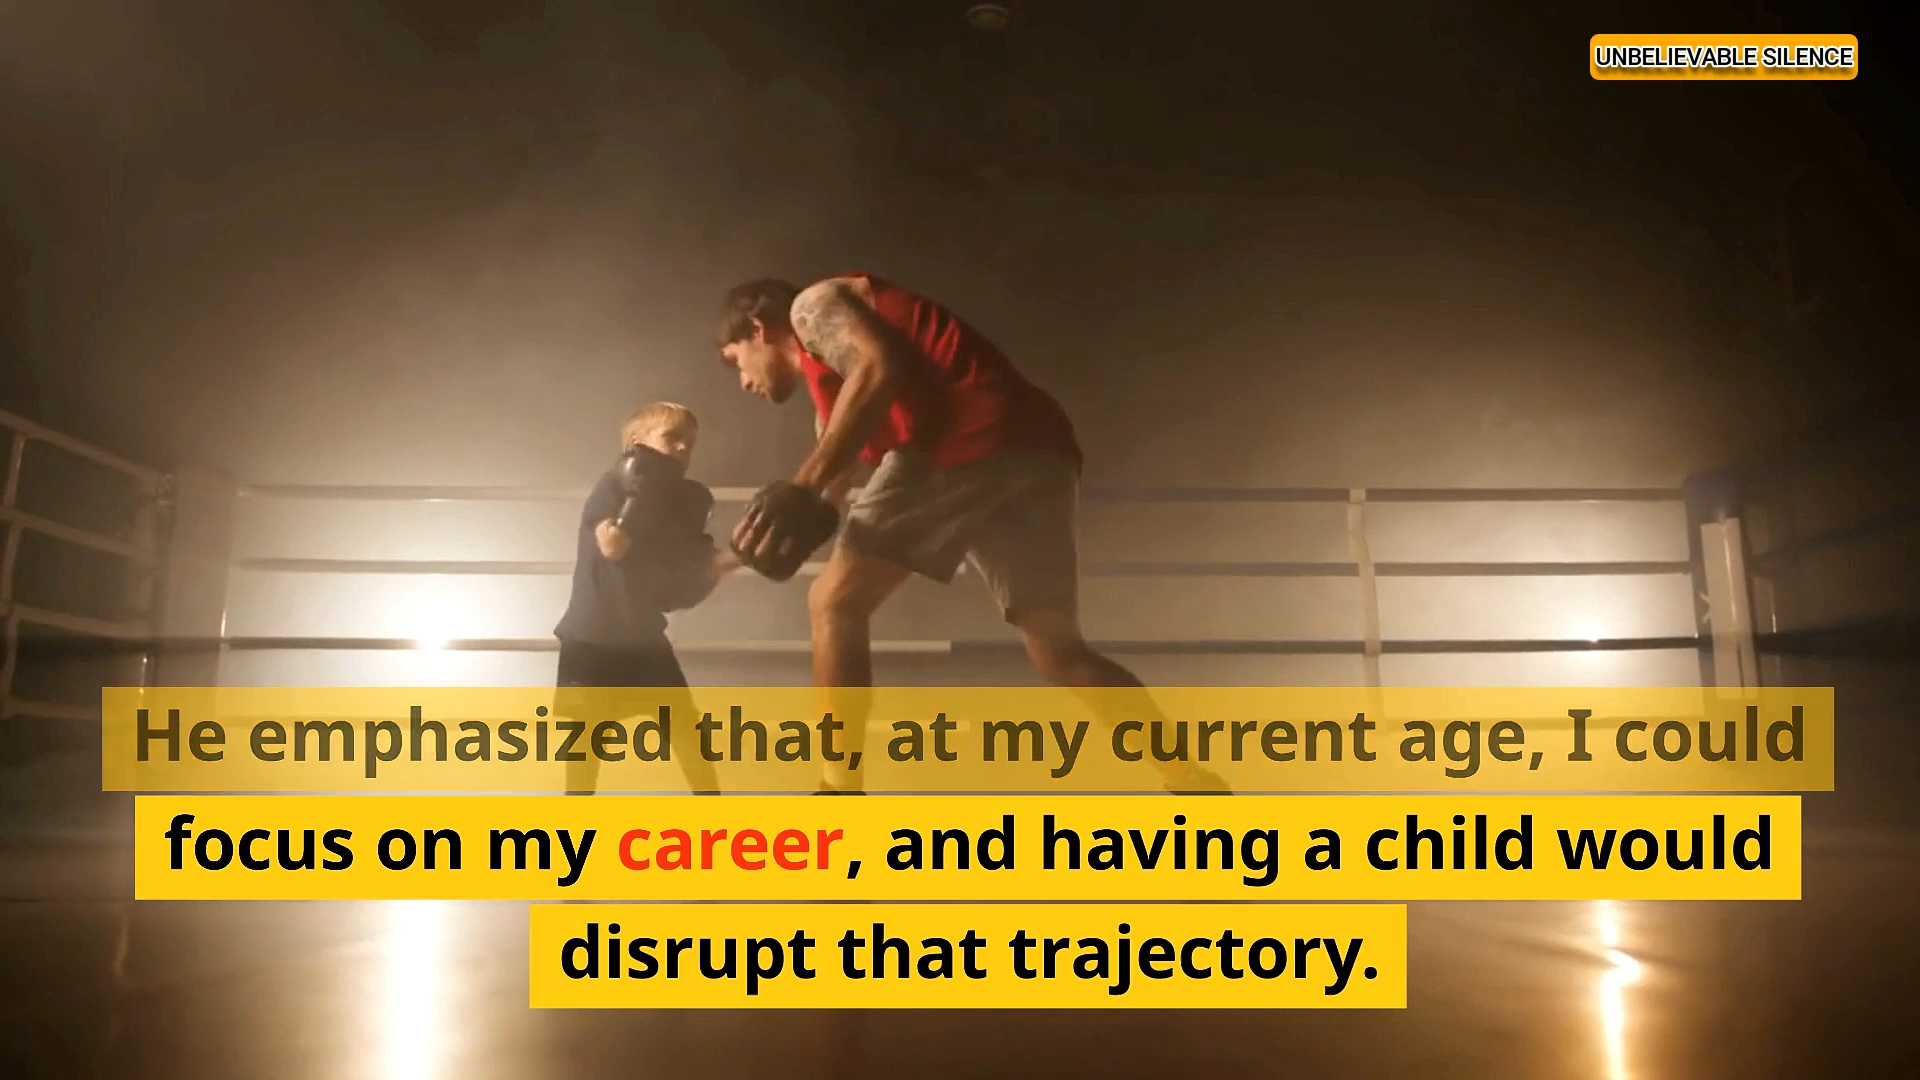 UNBELIEVABLE SILENCE
He emphasized that, at my current age, I could
focus on my career, and having a child would
disrupt that trajectory.